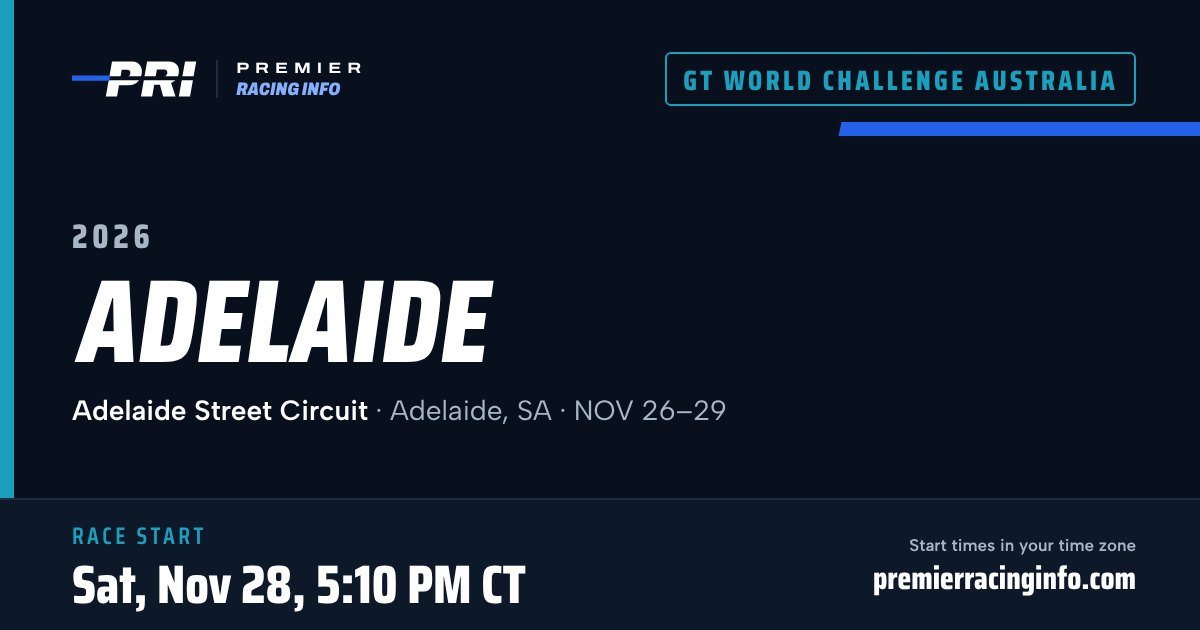 PRI
PREMIER
RACING INFO
GT WORLD CHALLENGE AUSTRALIA
2026
ADELAIDE
Adelaide Street Circuit · Adelaide, SA · NOV 26–29
RACE START
Sat, Nov 28, 5:10 PM CT
Start times in your time zone
premierracinginfo.com